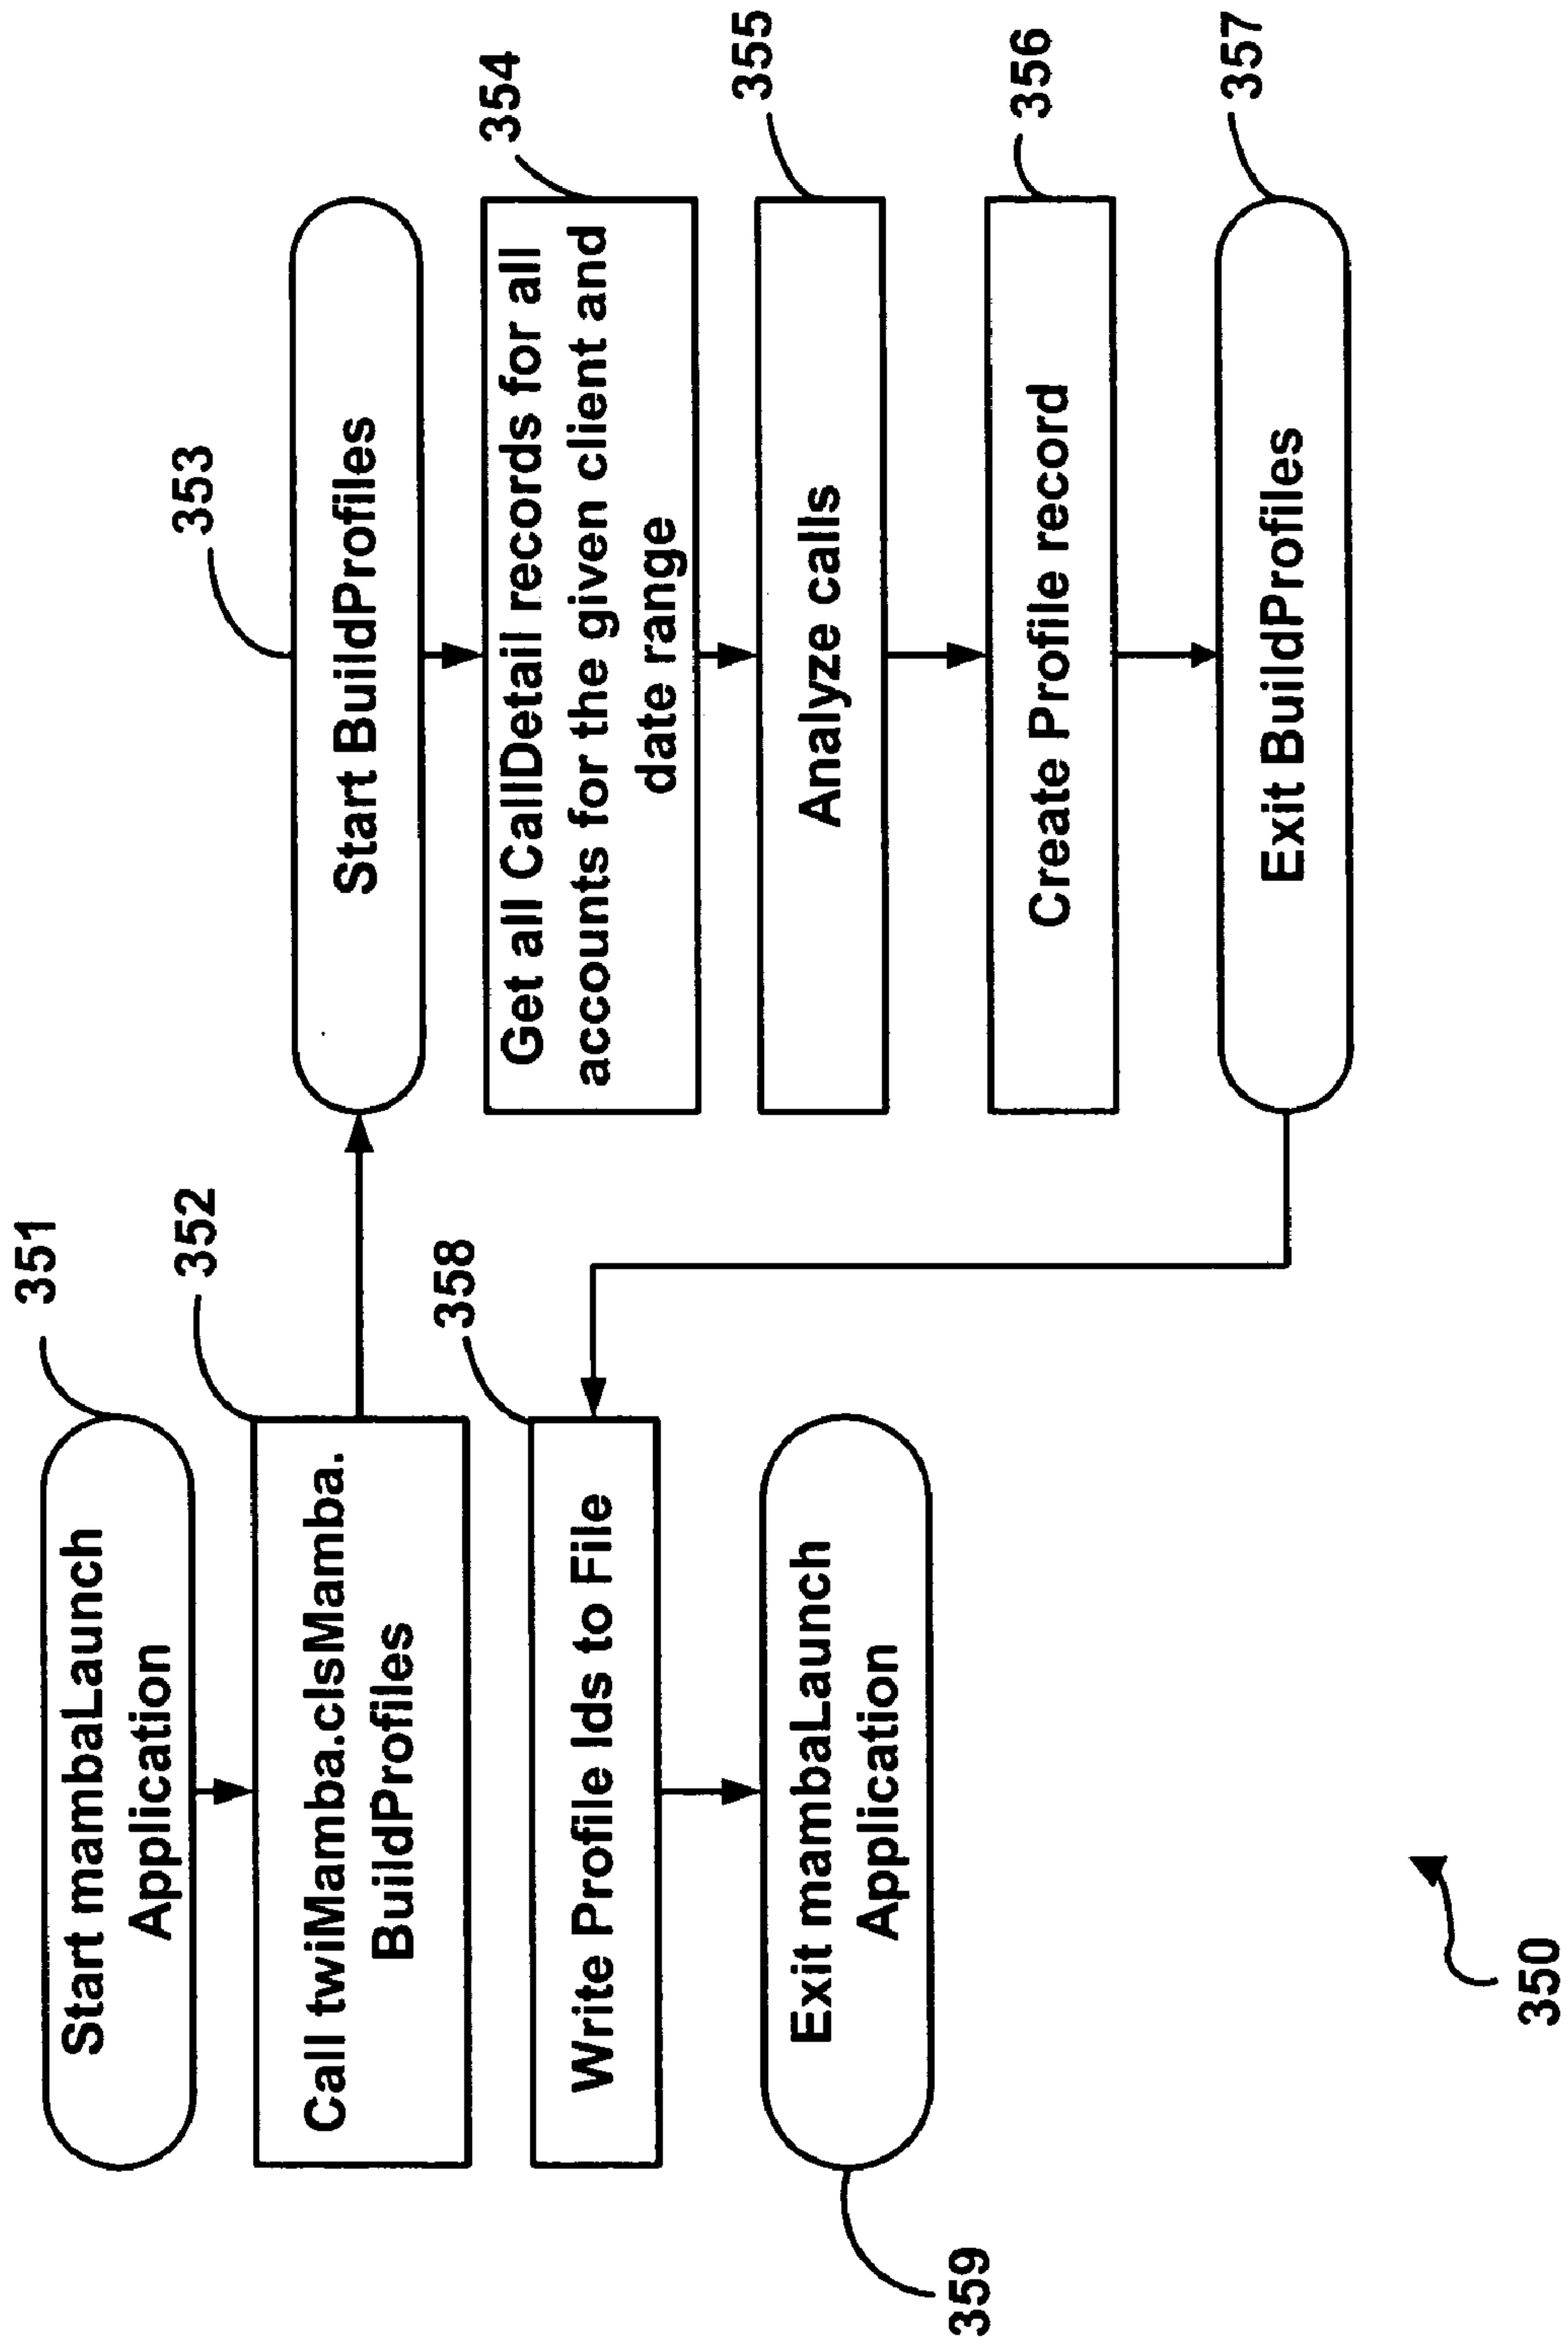 351
Start mambaLaunch
Application
352
Call twiMamba.clsMamba.
BuildProfiles
353
Start BuildProfiles
354
Get all CallDetail records for all
accounts for the given client and
date range
355
Analyze calls
356
Create Profile record
357
Exit BuildProfiles
358
Write Profile Ids to File
Exit mambaLaunch
Application
359
350